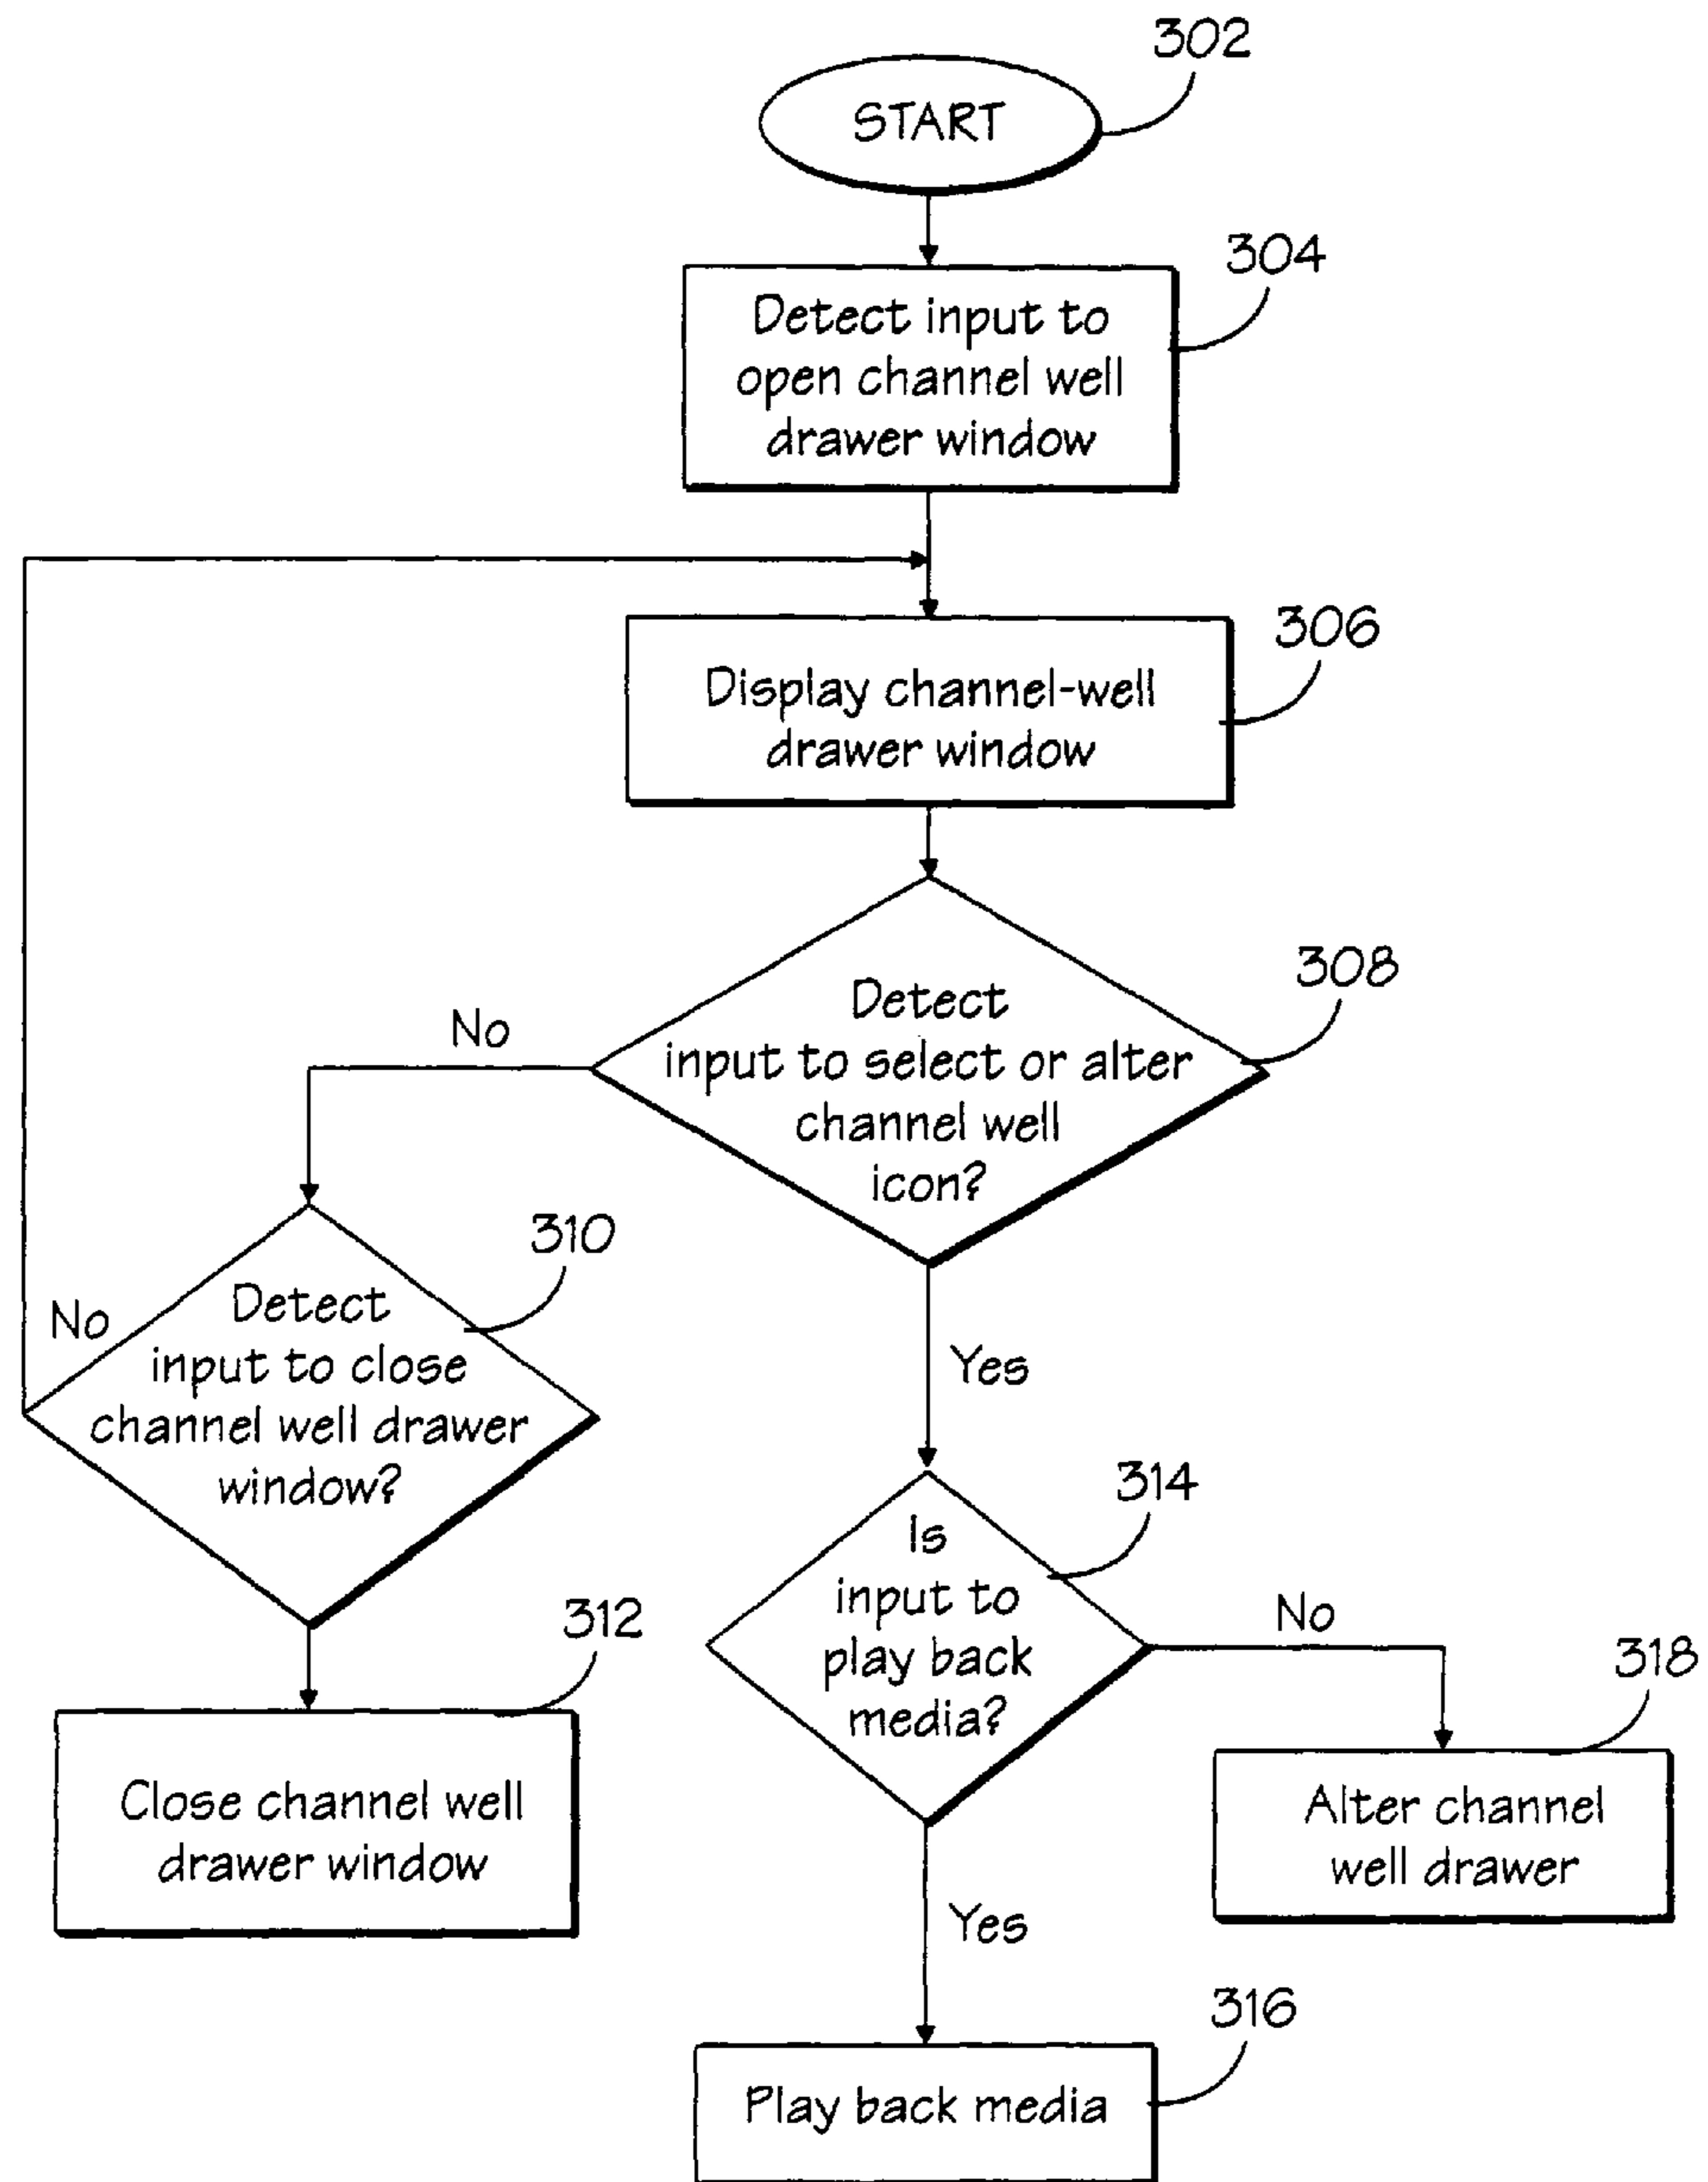 302
START
304
Detect input to
open channel well
drawer window
306
Display channel-well
drawer window
308
Detect
input to select or alter
channel well
icon?
No
310
Detect
input to close
channel well drawer
window?
No
Yes
312
Close channel well
drawer window
314
Is
input to
play back
media?
No
318
Alter channel
well drawer
Yes
316
Play back media